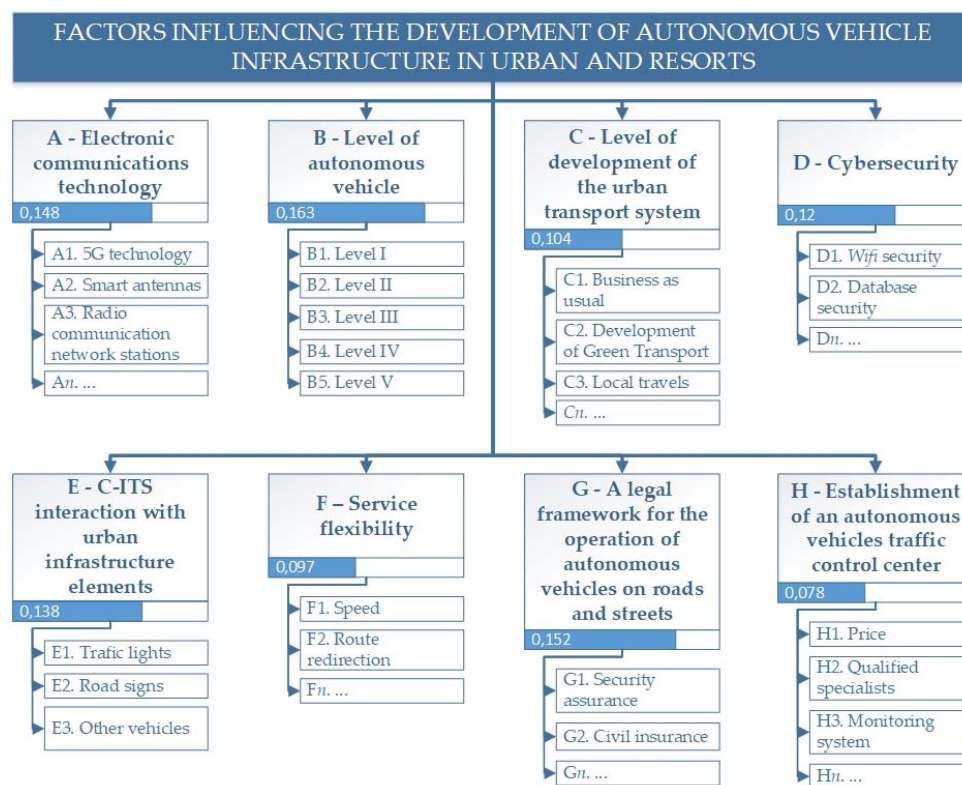 FACTORS INFLUENCING THE DEVELOPMENT OF AUTONOMOUS VEHICLE
INFRASTRUCTURE IN URBAN AND RESORTS
A - Electronic
communications
technology
0,148
A1. 5G technology
A2. Smart antennas
A3. Radio
communication
network stations
An. ...
B - Level of
autonomous
vehicle
0,163
B1. Level I
B2. Level II
B3. Level III
B4. Level IV
B5. Level V
C - Level of
development of
the urban
transport system
0,104
C1. Business as
usual
C2. Development
of Green Transport
C3. Local travels
Cn. ...
D - Cybersecurity
0,12
D1. Wifi security
D2. Database
security
Dn. ...
E - C-ITS
interaction with
urban
infrastructure
elements
0,138
E1. Trafic lights
E2. Road signs
E3. Other vehicles
F – Service
flexibility
0,097
F1. Speed
F2. Route
redirection
Fn. ...
G - A legal
framework for the
operation of
autonomous
vehicles on roads
and streets
0,152
G1. Security
assurance
G2. Civil insurance
Gn. ...
H - Establishment
of an autonomous
vehicles traffic
control center
0,078
H1. Price
H2. Qualified
specialists
H3. Monitoring
system
Hn. ...